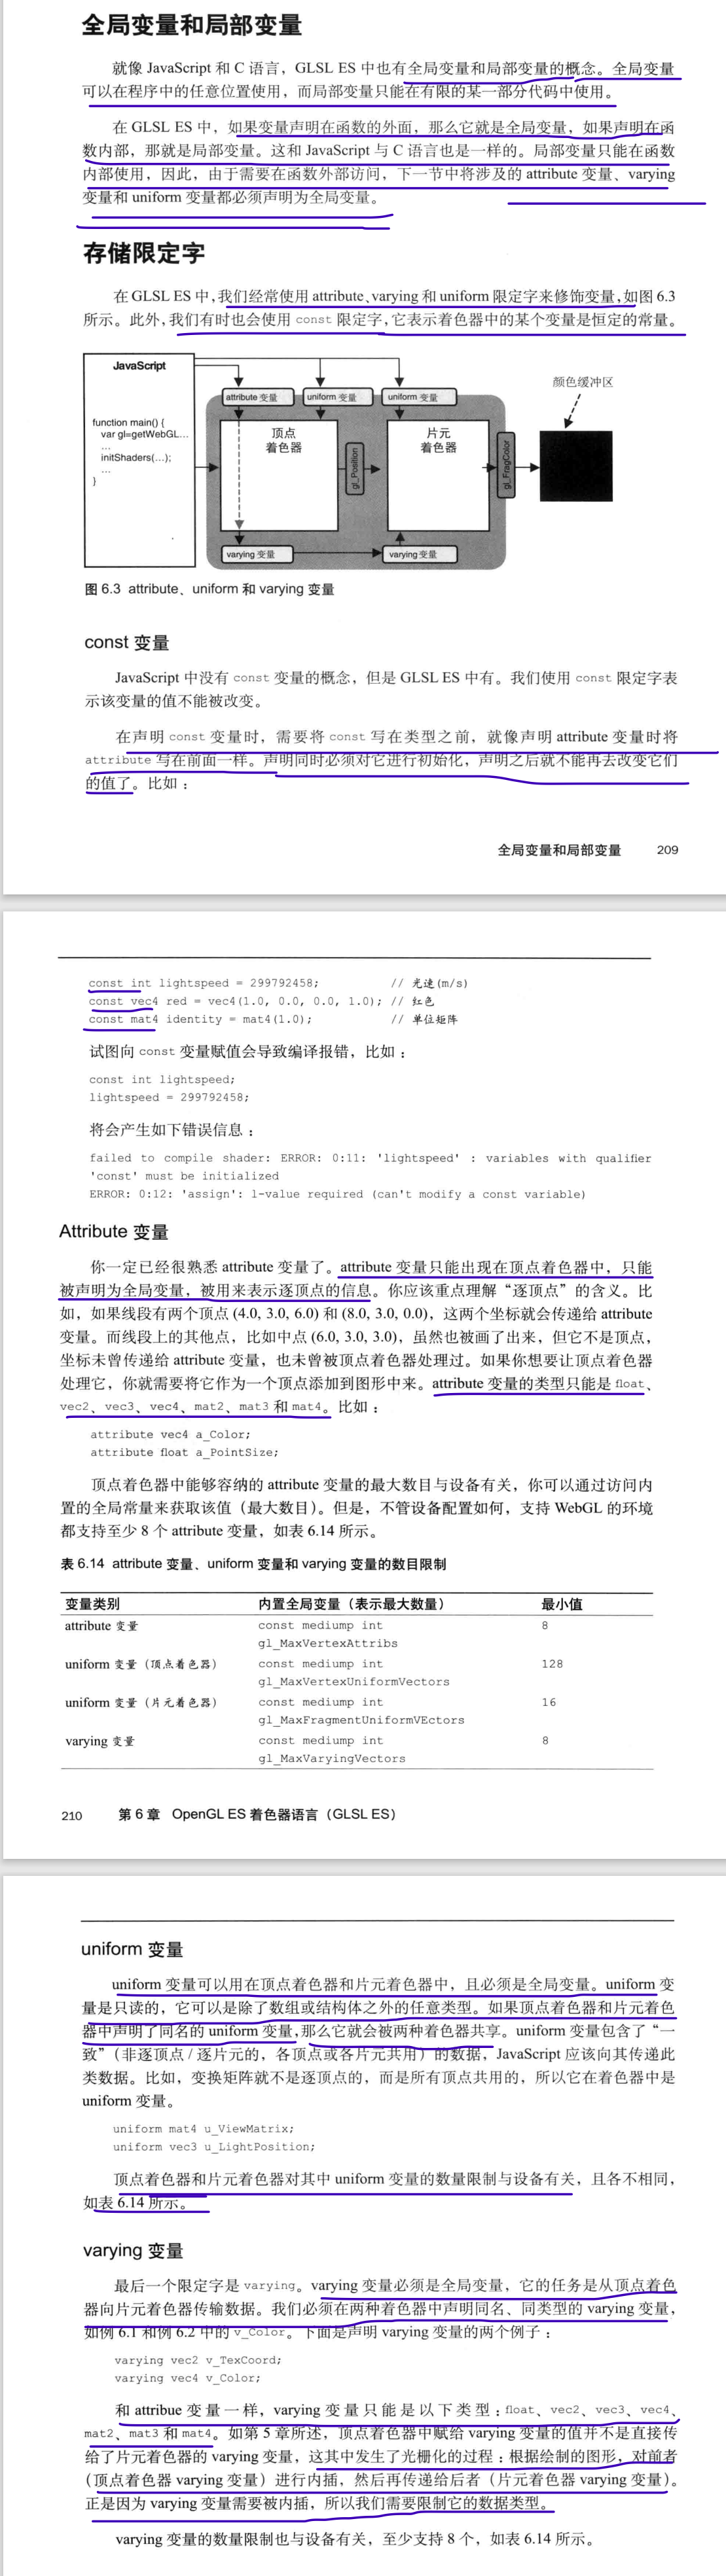 全局变量和局部变量
就像 JavaScript 和 C 语言，GLSL ES 中也有全局变量和局部变量的概念。全局变量
可以在程序中的任意位置使用，而局部变量只能在有限的某一部分代码中使用。
在 GLSL ES 中，如果变量声明在函数的外面，那么它就是全局变量，如果声明在函
数内部，那就是局部变量。这和 JavaScript 与 C 语言也是一样的。局部变量只能在函数
内部使用，因此，由于需要在函数外部访问，下一节中将涉及的 attribute 变量、varying
变量和 uniform 变量都必须声明为全局变量。
存储限定字
在 GLSL ES 中，我们经常使用 attribute、varying 和 uniform 限定字来修饰变量，如图 6.3
所示。此外，我们有时也会使用 const 限定字，它表示着色器中的某个变量是恒定的常量。
JavaScript
function main() {
var gl=getWebGL...
...
initShaders(...);
...
}
attribute 变量
uniform 变量
uniform 变量
顶点
着色器
gl_Position
片元
着色器
gl_FragColor
颜色缓冲区
varying 变量
varying 变量
图 6.3 attribute、uniform 和 varying 变量
const 变量
JavaScript 中没有 const 变量的概念，但是 GLSL ES 中有。我们使用 const 限定字表
示该变量的值不能被改变。
在声明 const 变量时，需要将 const 写在类型之前，就像声明 attribute 变量时将
attribute 写在前面一样。声明同时必须对它进行初始化，声明之后就不能再去改变它们
的值了。比如：
全局变量和局部变量 209
const int lightspeed = 299792458; // 光速(m/s)
const vec4 red = vec4(1.0, 0.0, 0.0, 1.0); // 红色
const mat4 identity = mat4(1.0); // 单位矩阵
试图向 const 变量赋值会导致编译报错，比如：
const int lightspeed;
lightspeed = 299792458;
将会产生如下错误信息：
failed to compile shader: ERROR: 0:11: 'lightspeed' : variables with qualifier
'const' must be initialized
ERROR: 0:12: 'assign': l-value required (can't modify a const variable)
Attribute 变量
你一定已经很熟悉 attribute 变量了。attribute 变量只能出现在顶点着色器中，只能
被声明为全局变量，被用来表示逐顶点的信息。你应该重点理解“逐顶点”的含义。比
如，如果线段有两个顶点 (4.0, 3.0, 6.0) 和 (8.0, 3.0, 0.0)，这两个坐标就会传递给 attribute
变量。而线段上的其他点，比如中点 (6.0, 3.0, 3.0)，虽然也被画了出来，但它不是顶点，
坐标未曾传递给 attribute 变量，也未曾被顶点着色器处理过。如果你想要让顶点着色器
处理它，你就需要将它作为一个顶点添加到图形中来。attribute 变量的类型只能是 float、
vec2、vec3、vec4、mat2、mat3 和 mat4。比如：
attribute vec4 a_Color;
attribute float a_PointSize;
顶点着色器中能够容纳的 attribute 变量的最大数目与设备有关，你可以通过访问内
置的全局常量来获取该值（最大数目）。但是，不管设备配置如何，支持 WebGL 的环境
都支持至少 8 个 attribute 变量，如表 6.14 所示。
表 6.14 attribute 变量、uniform 变量和 varying 变量的数目限制
变量类别 内置全局变量（表示最大数量） 最小值
attribute 变量 const mediump int 8
gl_MaxVertexAttribs
uniform 变量（顶点着色器） const mediump int 128
gl_MaxVertexUniformVectors
uniform 变量（片元着色器） const mediump int 16
gl_MaxFragmentUniformVEctors
varying 变量 const mediump int 8
gl_MaxVaryingVectors
210 第 6 章 OpenGL ES 着色器语言（GLSL ES）
uniform 变量
uniform 变量可以用在顶点着色器和片元着色器中，且必须是全局变量。uniform 变
量是只读的，它可以是除了数组或结构体之外的任意类型。如果顶点着色器和片元着色
器中声明了同名的 uniform 变量，那么它就会被两种着色器共享。uniform 变量包含了“一
致”（非逐顶点 / 逐片元的，各顶点或各片元共用）的数据，JavaScript 应该向其传递此
类数据。比如，变换矩阵就不是逐顶点的，而是所有顶点共用的，所以它在着色器中是
uniform 变量。
uniform mat4 u_ViewMatrix;
uniform vec3 u_LightPosition;
顶点着色器和片元着色器对其中 uniform 变量的数量限制与设备有关，且各不相同，
如表 6.14 所示。
varying 变量
最后一个限定字是 varying。varying 变量必须是全局变量，它的任务是从顶点着色
器向片元着色器传输数据。我们必须在两种着色器中声明同名、同类型的 varying 变量，
如例 6.1 和例 6.2 中的 v_Color。下面是声明 varying 变量的两个例子：
varying vec2 v_TexCoord;
varying vec4 v_Color;
和 attribue 变量一样，varying 变量只能是以下类型：float、vec2、vec3、vec4、
mat2、mat3 和 mat4。如第 5 章所述，顶点着色器中赋给 varying 变量的值并不是直接传
给了片元着色器的 varying 变量，这其中发生了光栅化的过程：根据绘制的图形，对前者
（顶点着色器 varying 变量）进行内插，然后再传递给后者（片元着色器 varying 变量）。
正是因为 varying 变量需要被内插，所以我们需要限制它的数据类型。
varying 变量的数量限制也与设备有关，至少支持 8 个，如表 6.14 所示。